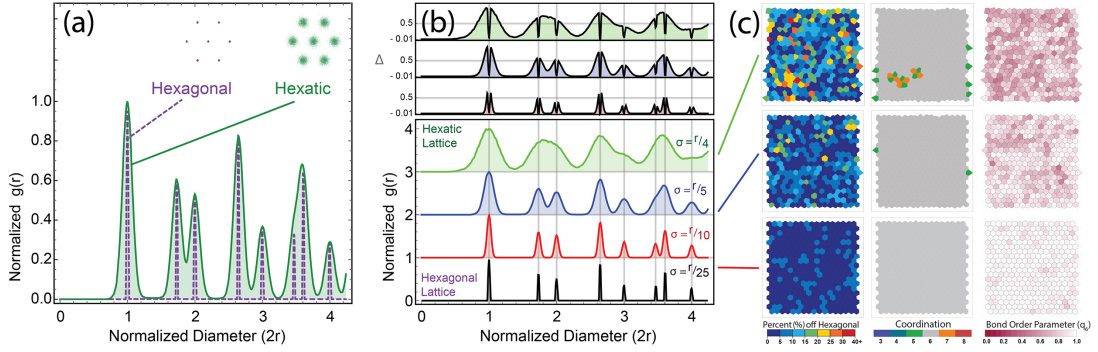 (a)
Hexagonal
Hexatic
1.0
0.8
0.6
0.4
0.2
0.0
Normalized g(r)
0 1 2 3 4
Normalized Diameter (2r)
(b)
0.5
- 0.01
0.5
-0.01
0.5
- 0.01
Δ
4
3
2
1
0
Normalized g(r)
Hexatic
Lattice
σ = r/4
σ = r/5
σ = r/10
Hexagonal
Lattice
σ = r/25
0 1 2 3 4
Normalized Diameter (2r)
(c)
Percent (%) off Hexagonal
0 5 10 15 20 25 30 35 40+
Coordination
3 4 5 6 7 8
Bond Order Parameter (q6)
0.0 0.2 0.4 0.6 0.8 1.0